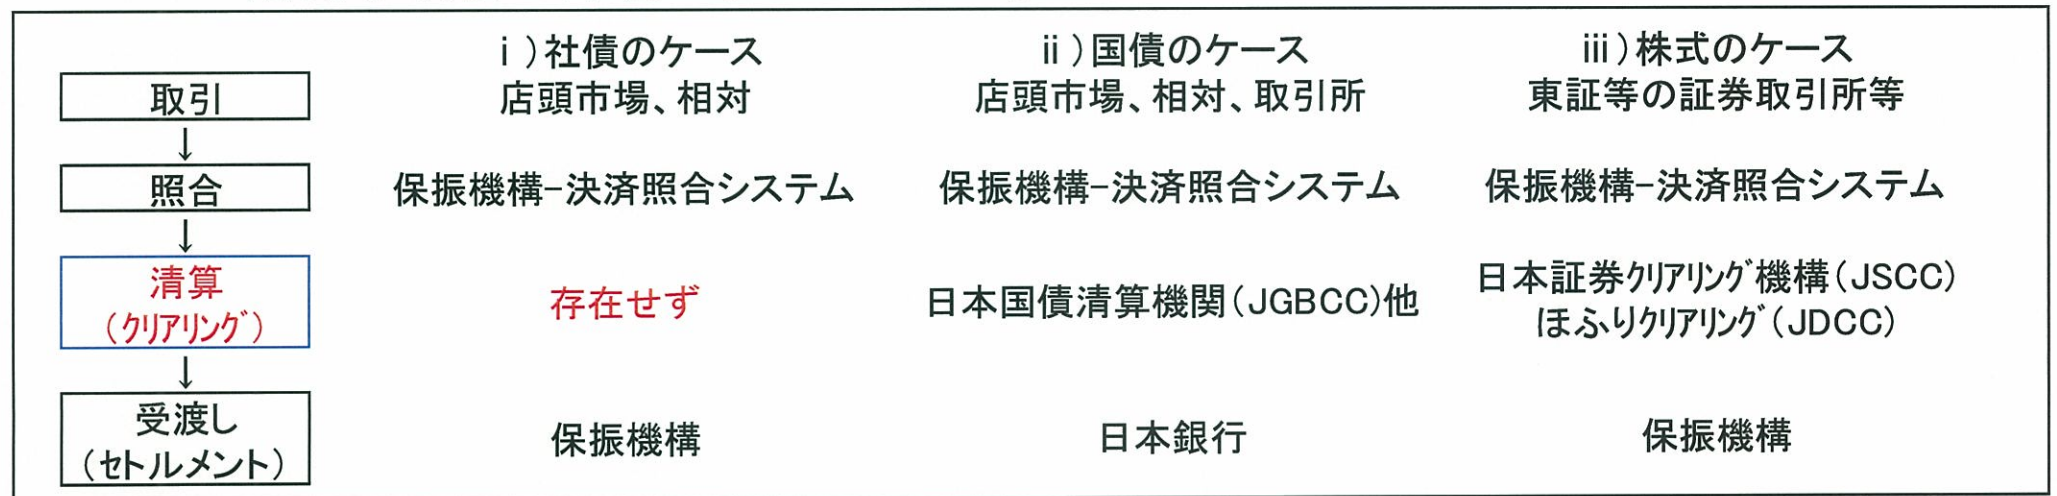 ⅰ)社債のケース
ⅱ)国債のケース
ⅲ)株式のケース
取引
店頭市場、相対
店頭市場、相対、取引所
東証等の証券取引所等
↓
照合
保振機構-決済照合システム
保振機構-決済照合システム
保振機構-決済照合システム
↓
清算
(クリアリング)
存在せず
日本国債清算機関(JGBCC)他
日本証券クリアリング機構(JSCC)
ほふりクリアリング(JDCC)
↓
受渡し
(セトルメント)
保振機構
日本銀行
保振機構